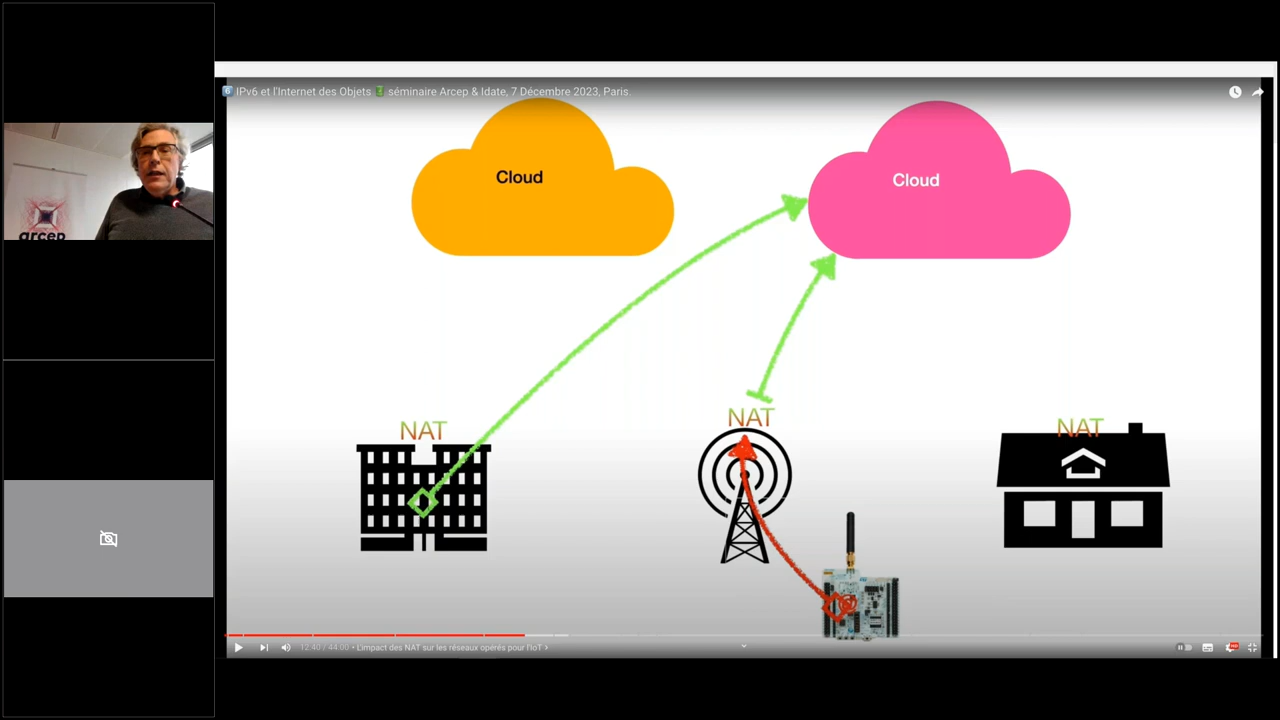 6 IPv6 et l'Internet des Objets séminaire Arcep & Idate, 7 Décembre 2023, Paris.
Cloud
Cloud
arcep
NAT
NAT
NAT
12:40 / 44:00 • L'impact des NAT sur les réseaux opérés pour l'IoT >